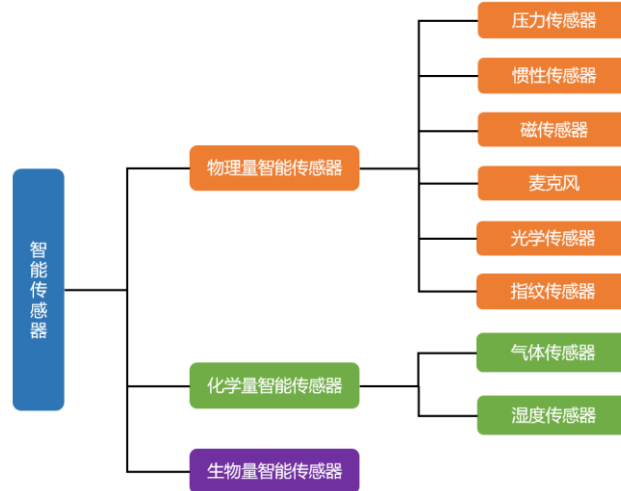 智能传感器
物理量智能传感器
压力传感器
惯性传感器
磁传感器
麦克风
光学传感器
指纹传感器
化学量智能传感器
气体传感器
湿度传感器
生物量智能传感器